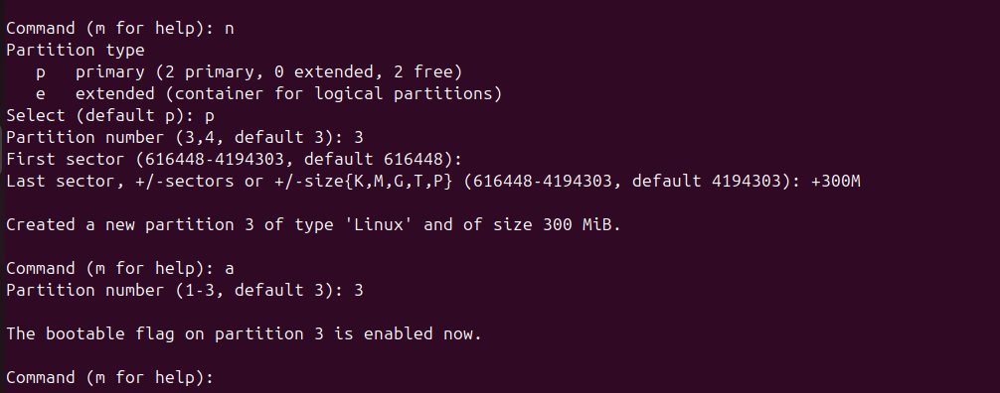 Command (m for help): n
Partition type
   p   primary (2 primary, 0 extended, 2 free)
   e   extended (container for logical partitions)
Select (default p): p
Partition number (3,4, default 3): 3
First sector (616448-4194303, default 616448):
Last sector, +/-sectors or +/-size{K,M,G,T,P} (616448-4194303, default 4194303): +300M

Created a new partition 3 of type 'Linux' and of size 300 MiB.

Command (m for help): a
Partition number (1-3, default 3): 3

The bootable flag on partition 3 is enabled now.

Command (m for help):